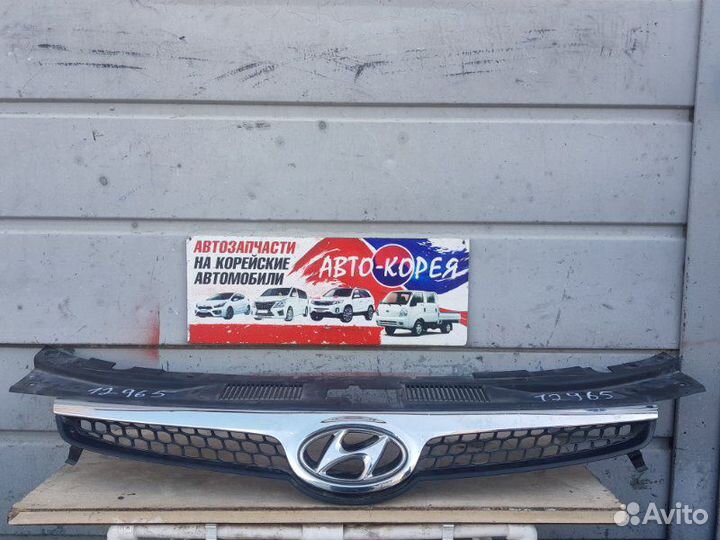 АВТОЗАПЧАСТИ
НА КОРЕЙСКИЕ
АВТОМОБИЛИ
АВТО-КОРЕЯ
72965
72965
Avito